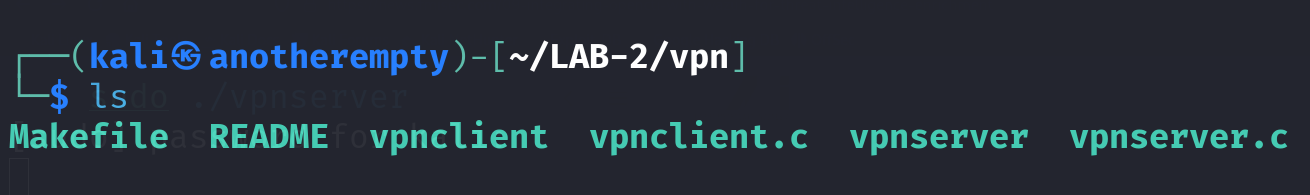 ┌──(kali㉿anotherempty)-[~/LAB-2/vpn]
└─$ ls
Makefile README vpnclient vpnclient.c vpnserver vpnserver.c